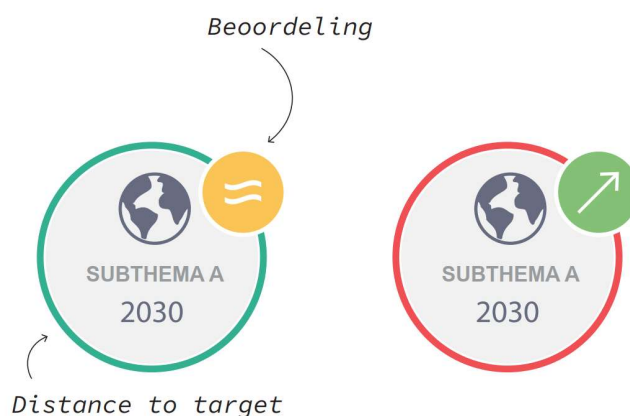 Beoordeling
SUBTHEMA A
2030
SUBTHEMA A
2030
Distance to target